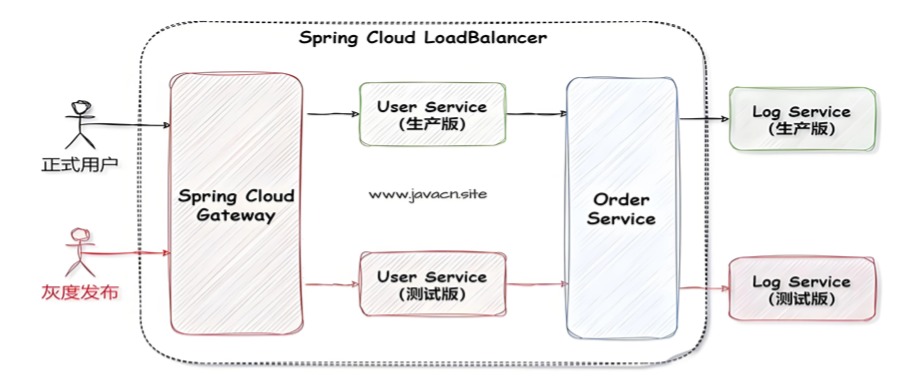 Spring Cloud LoadBalancer
正式用户
灰度发布
Spring Cloud
Gateway
User Service
(生产版)
www.javacn.site
User Service
(测试版)
Order
Service
Log Service
(生产版)
Log Service
(测试版)